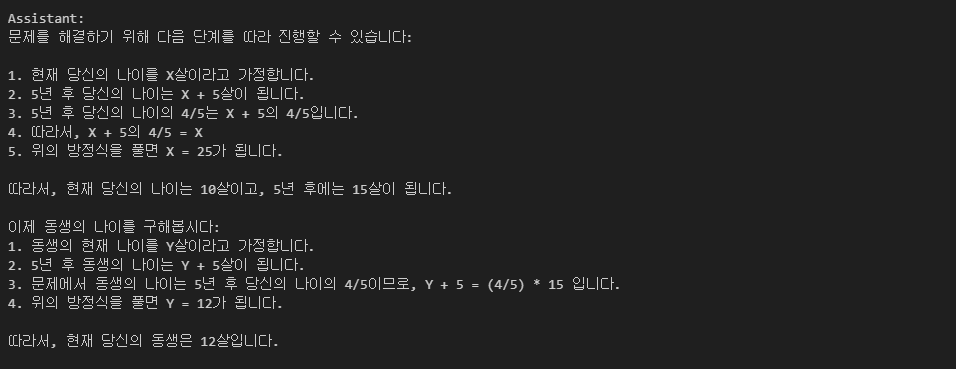 Assistant:
문제를 해결하기 위해 다음 단계를 따라 진행할 수 있습니다:
1. 현재 당신의 나이를 X살이라고 가정합니다.
2. 5년 후 당신의 나이는 X + 5살이 됩니다.
3. 5년 후 당신의 나이의 4/5는 X + 5의 4/5입니다.
4. 따라서, X + 5의 4/5 = X
5. 위의 방정식을 풀면 X = 25가 됩니다.
따라서, 현재 당신의 나이는 10살이고, 5년 후에는 15살이 됩니다.
이제 동생의 나이를 구해봅시다:
1. 동생의 현재 나이를 Y살이라고 가정합니다.
2. 5년 후 동생의 나이는 Y + 5살이 됩니다.
3. 문제에서 동생의 나이는 5년 후 당신의 나이의 4/5이므로, Y + 5 = (4/5) * 15 입니다.
4. 위의 방정식을 풀면 Y = 12가 됩니다.
따라서, 현재 당신의 동생은 12살입니다.